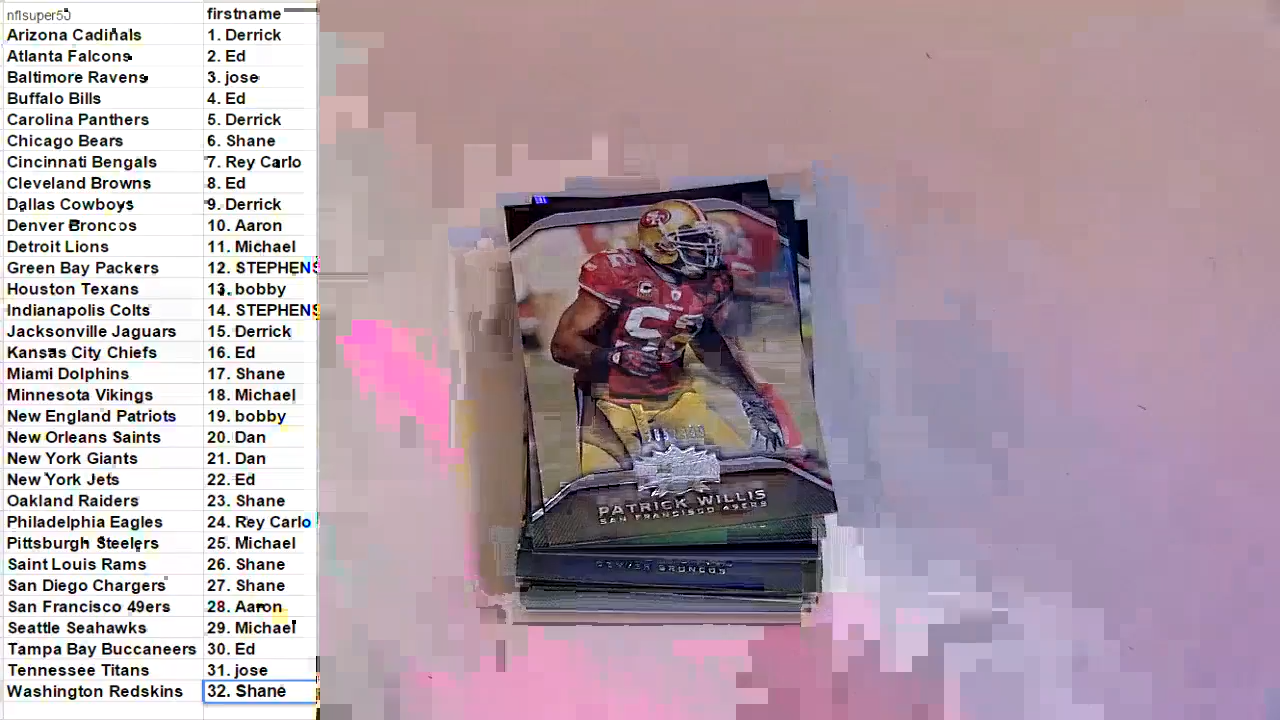 nflsuper5J firstname
Arizona Cadinals 1. Derrick
Atlanta Falcons 2. Ed
Baltimore Ravens 3. jose
Buffalo Bills 4. Ed
Carolina Panthers 5. Derrick
Chicago Bears 6. Shane
Cincinnati Bengals 7. Rey Carlo
Cleveland Browns 8. Ed
Dallas Cowboys 9. Derrick
Denver Broncos 10. Aaron
Detroit Lions 11. Michael
Green Bay Packers 12. STEPHENS
Houston Texans 13. bobby
Indianapolis Colts 14. STEPHENS
Jacksonville Jaguars 15. Derrick
Kansas City Chiefs 16. Ed
Miami Dolphins 17. Shane
Minnesota Vikings 18. Michael
New England Patriots 19. bobby
New Orleans Saints 20. Dan
New York Giants 21. Dan
New York Jets 22. Ed
Oakland Raiders 23. Shane
Philadelphia Eagles 24. Rey Carlo
Pittsburgh Steelers 25. Michael
Saint Louis Rams 26. Shane
San Diego Chargers 27. Shane
San Francisco 49ers 28. Aaron
Seattle Seahawks 29. Michael
Tampa Bay Buccaneers 30. Ed
Tennessee Titans 31. jose
Washington Redskins 32. Shane
52
PATRICK WILLIS
SAN FRANCISCO 49ERS
DENVER BRONCOS